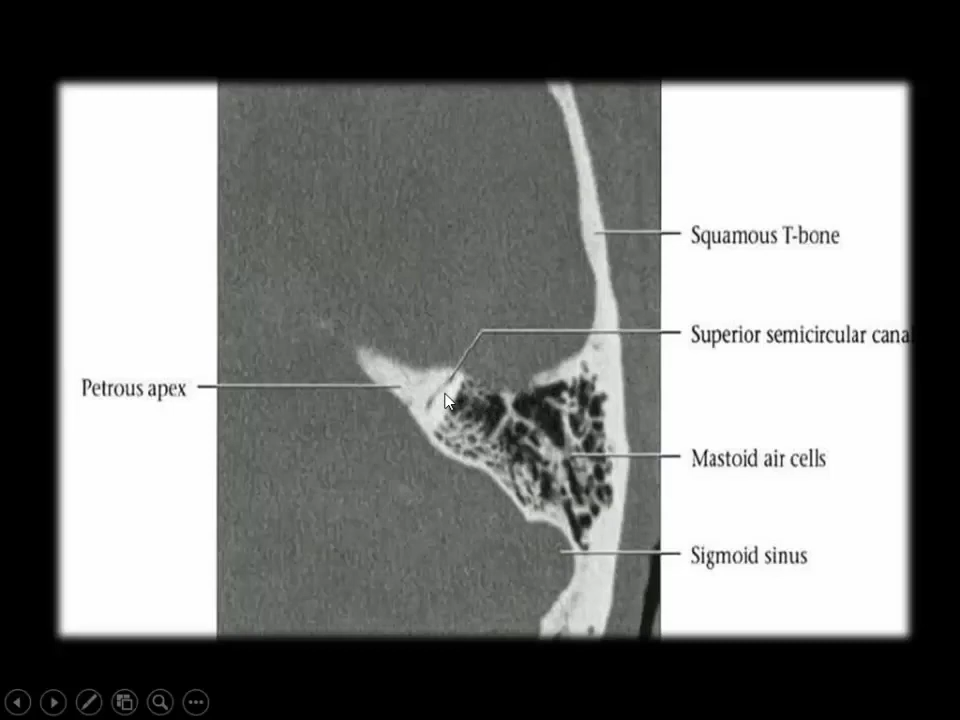 Squamous T-bone
Superior semicircular canal
Petrous apex
Mastoid air cells
Sigmoid sinus